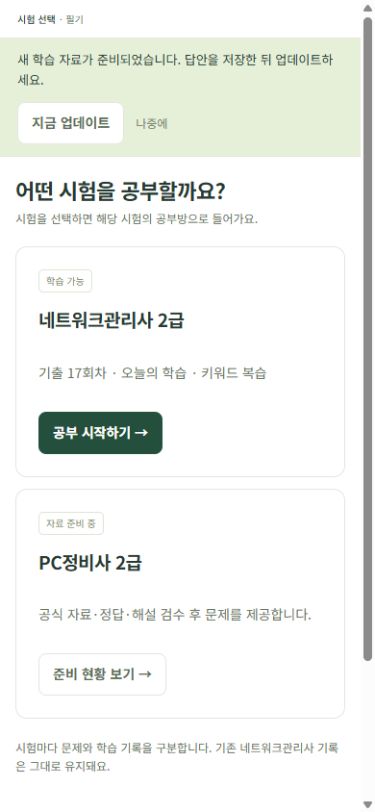 시험 선택 · 필기
새 학습 자료가 준비되었습니다. 답안을 저장한 뒤 업데이트하
세요.
지금 업데이트 나중에
어떤 시험을 공부할까요?
시험을 선택하면 해당 시험의 공부방으로 들어가요.
학습 가능
네트워크관리사 2급
기출 17회차 · 오늘의 학습 · 키워드 복습
공부 시작하기 →
자료 준비 중
PC정비사 2급
공식 자료·정답·해설 검수 후 문제를 제공합니다.
준비 현황 보기 →
시험마다 문제와 학습 기록을 구분합니다. 기존 네트워크관리사 기록
은 그대로 유지돼요.